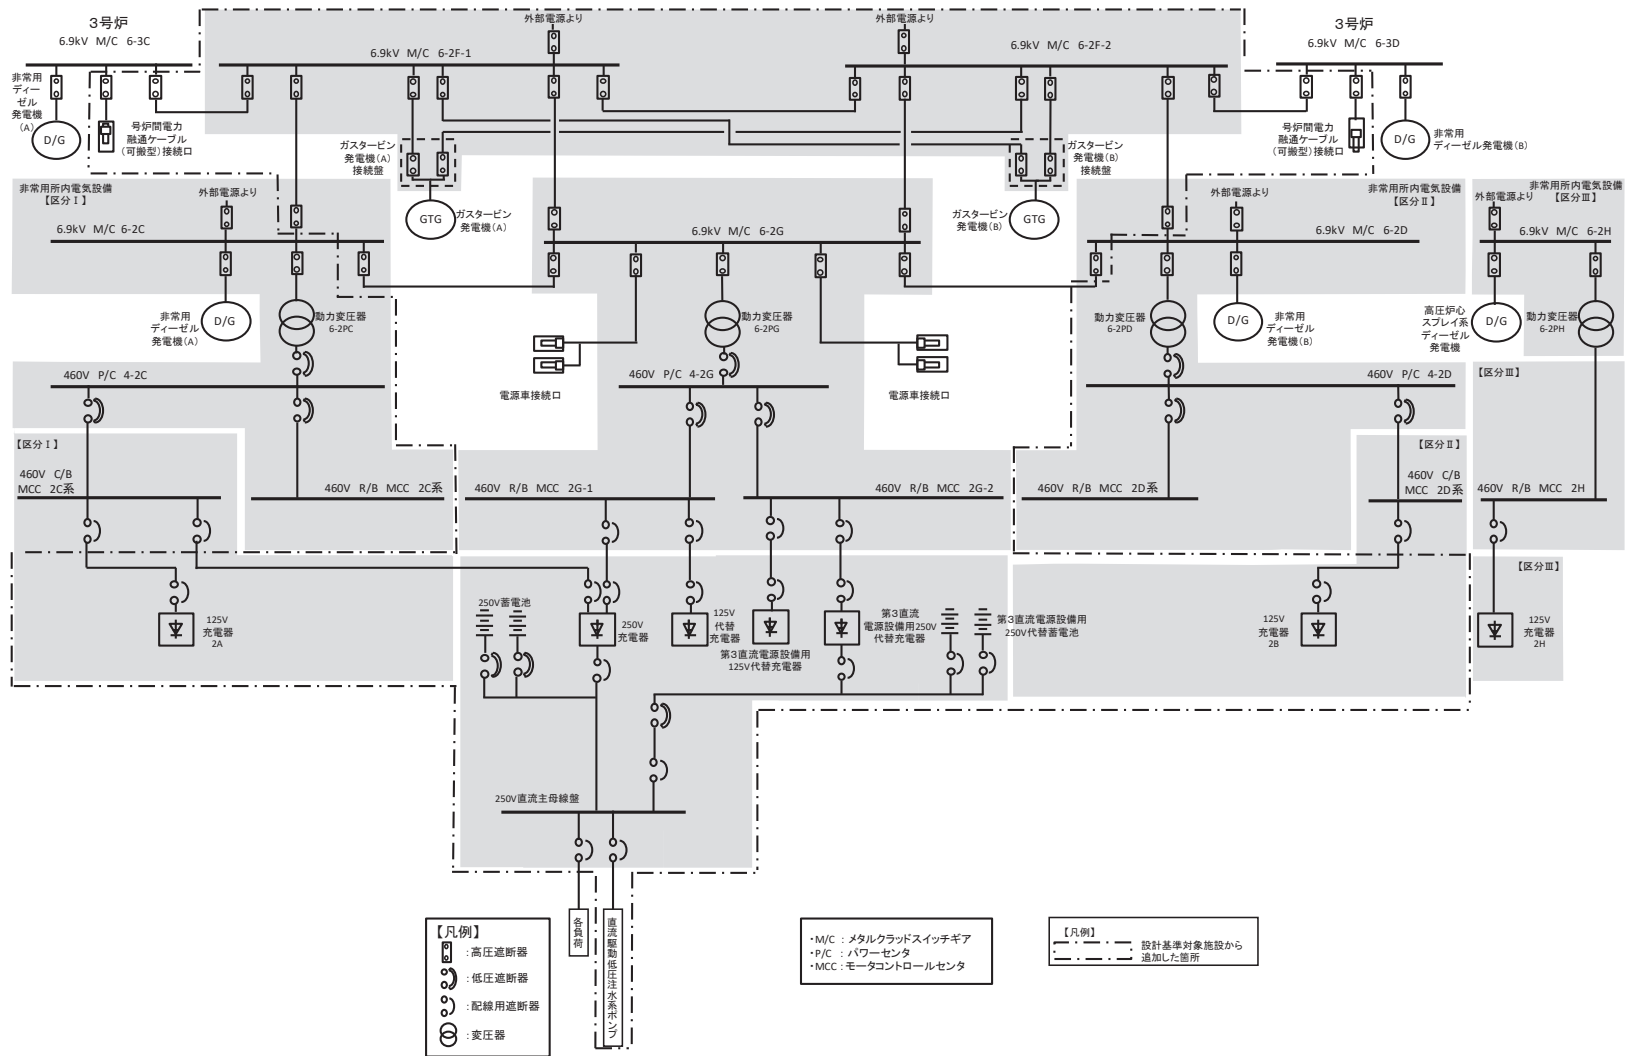 3号炉
6.9kV M/C 6-3C
外部電源より
6.9kV M/C 6-2F-1
外部電源より
6.9kV M/C 6-2F-2
3号炉
6.9kV M/C 6-3D
非常用
ディー
ゼル
発電機
(A)
D/G
号炉間電力
融通ケーブル
(可搬型)接続口
ガスタービン
発電機(A)
接続盤
ガスタービン
発電機(B)
接続盤
号炉間電力
融通ケーブル
(可搬型)接続口
D/G
非常用
ディーゼル発電機(B)
非常用所内電気設備
【区分Ⅰ】
外部電源より
6.9kV M/C 6-2C
GTG
ガスタービン
発電機(A)
6.9kV M/C 6-2G
ガスタービン
発電機(B)
GTG
外部電源より
非常用所内電気設備
【区分Ⅱ】
6.9kV M/C 6-2D
非常用所内電気設備
外部電源より
【区分Ⅲ】
6.9kV M/C 6-2H
非常用
ディーゼル
発電機(A)
D/G
動力変圧器
6-2PC
動力変圧器
6-2PG
動力変圧器
6-2PD
D/G
非常用
ディーゼル
発電機(B)
高圧炉心
スプレイ系
ディーゼル
発電機
D/G
動力変圧器
6-2PH
460V P/C 4-2C
電源車接続口
460V P/C 4-2G
電源車接続口
460V P/C 4-2D
【区分Ⅲ】
【区分Ⅰ】
460V C/B
MCC 2C系
460V R/B MCC 2C系
460V R/B MCC 2G-1
460V R/B MCC 2G-2
460V R/B MCC 2D系
【区分Ⅱ】
460V C/B
MCC 2D系
460V R/B MCC 2H
【区分Ⅲ】
125V
充電器
2A
250V蓄電池
250V
充電器
125V
代替
充電器
第3直流電源設備用
125V代替充電器
第3直流
電源設備用250V
代替充電器
第3直流電源設備用
250V代替蓄電池
125V
充電器
2B
125V
充電器
2H
250V直流主母線盤
各負荷
直流駆動低圧注水系ポンプ
【凡例】
:高圧遮断器
:低圧遮断器
:配線用遮断器
:変圧器
・M/C : メタルクラッドスイッチギア
・P/C : パワーセンタ
・MCC : モータコントロールセンタ
【凡例】
設計基準対象施設から
追加した箇所